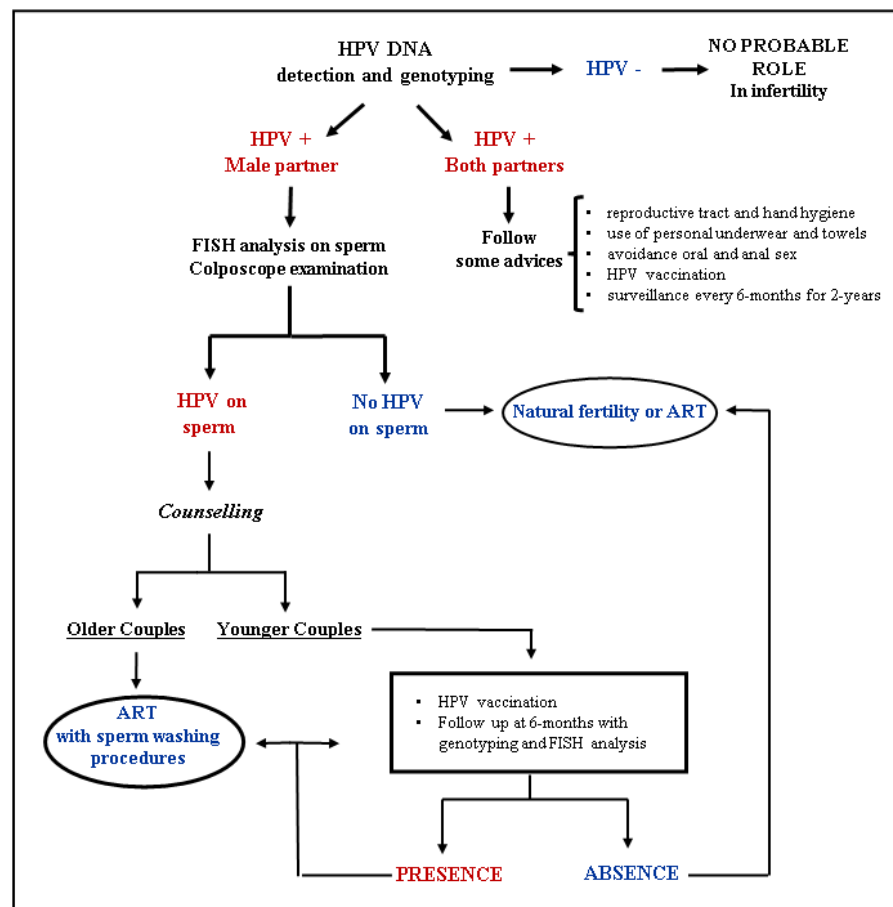 HPV DNA
detection and genotyping
HPV -
NO PROBABLE
ROLE
In infertility
HPV +
Male partner
HPV +
Both partners
FISH analysis on sperm
Colposcope examination
Follow
some advices
▪ reproductive tract and hand hygiene
▪ use of personal underwear and towels
▪ avoidance oral and anal sex
▪ HPV vaccination
▪ surveillance every 6-months for 2-years
HPV on
sperm
No HPV
on sperm
Natural fertility or ART
Counselling
Older Couples
Younger Couples
ART
with sperm washing
procedures
▪ HPV vaccination
▪ Follow up at 6-months with
genotyping and FISH analysis
PRESENCE
ABSENCE